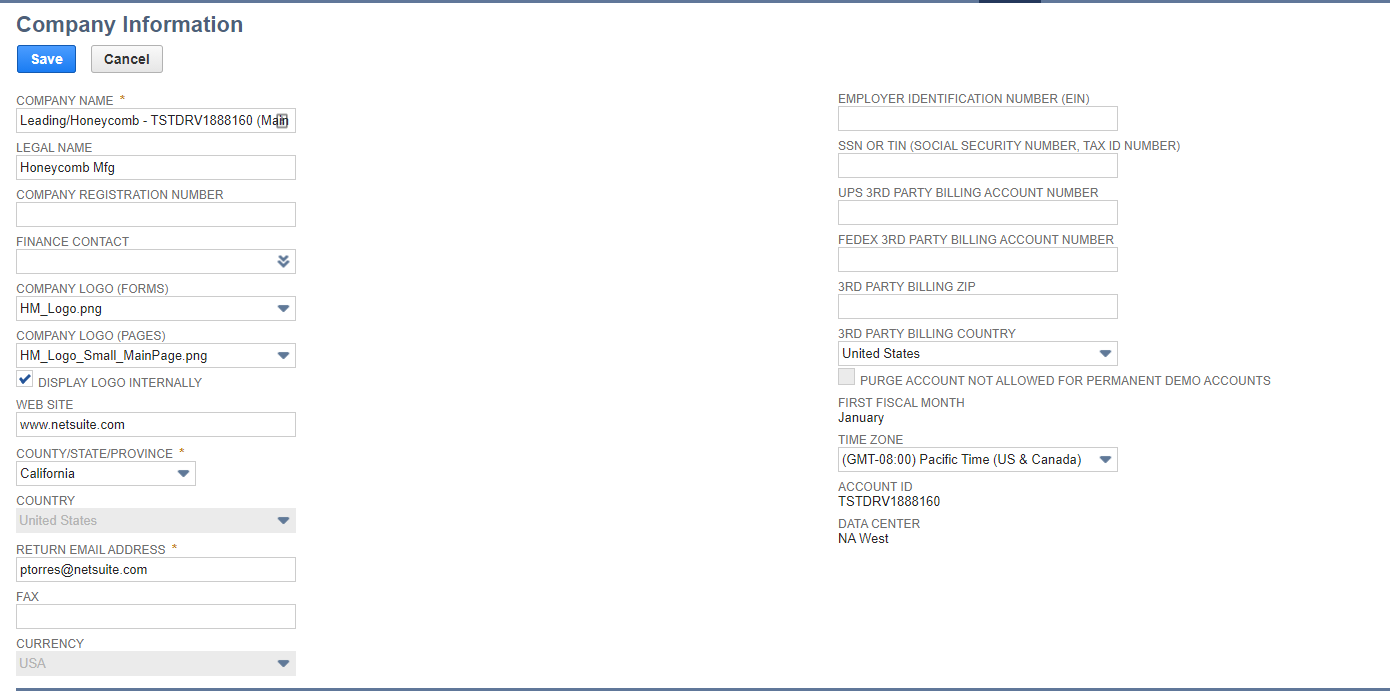 Company Information
Save
Cancel
COMPANY NAME *
Leading/Honeycomb - TSTDRV1888160 (Main
LEGAL NAME
Honeycomb Mfg
COMPANY REGISTRATION NUMBER
FINANCE CONTACT
COMPANY LOGO (FORMS)
HM_Logo.png
COMPANY LOGO (PAGES)
HM_Logo_Small_MainPage.png
DISPLAY LOGO INTERNALLY
WEB SITE
www.netsuite.com
COUNTY/STATE/PROVINCE *
California
COUNTRY
United States
RETURN EMAIL ADDRESS *
ptorres@netsuite.com
FAX
CURRENCY
USA
EMPLOYER IDENTIFICATION NUMBER (EIN)
SSN OR TIN (SOCIAL SECURITY NUMBER, TAX ID NUMBER)
UPS 3RD PARTY BILLING ACCOUNT NUMBER
FEDEX 3RD PARTY BILLING ACCOUNT NUMBER
3RD PARTY BILLING ZIP
3RD PARTY BILLING COUNTRY
United States
PURGE ACCOUNT NOT ALLOWED FOR PERMANENT DEMO ACCOUNTS
FIRST FISCAL MONTH
January
TIME ZONE
(GMT-08:00) Pacific Time (US & Canada)
ACCOUNT ID
TSTDRV1888160
DATA CENTER
NA West